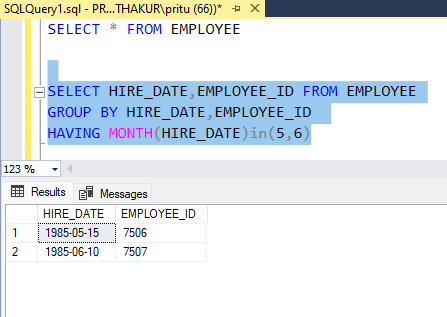 SQLQuery1.sql - PR...THAKUR\pritu (66))*
SELECT * FROM EMPLOYEE
SELECT HIRE_DATE,EMPLOYEE_ID FROM EMPLOYEE
GROUP BY HIRE_DATE,EMPLOYEE_ID
HAVING MONTH(HIRE_DATE)in(5,6)
123 %
Results Messages
HIRE_DATE EMPLOYEE_ID
1 1985-05-15 7506
2 1985-06-10 7507